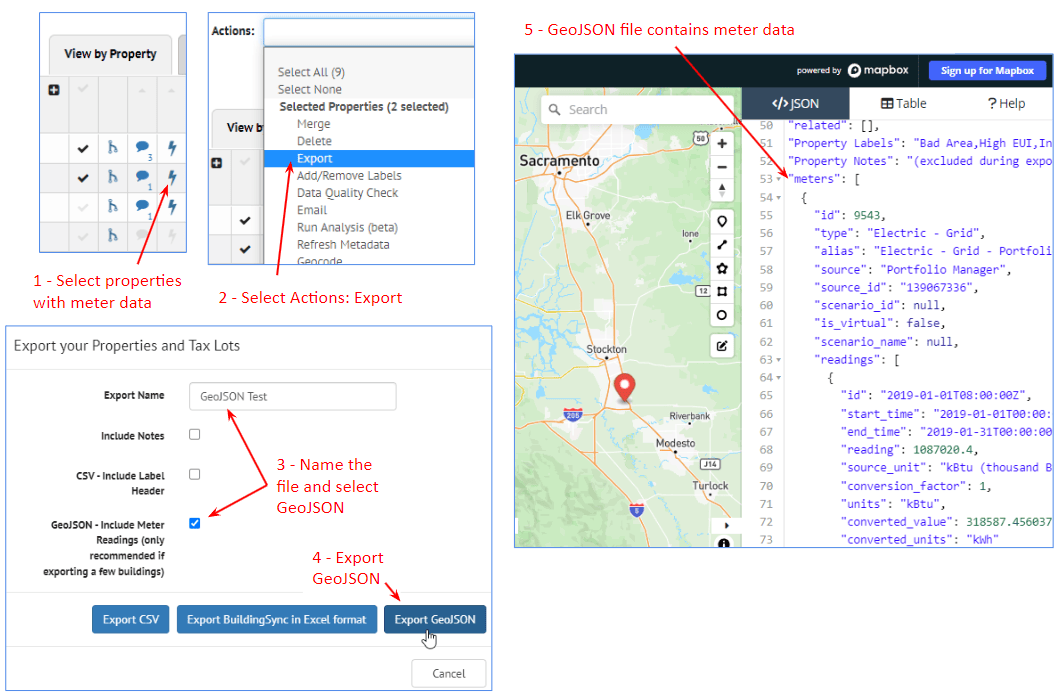 View by Property
3
1
1
1 - Select properties
with meter data
Actions:
Select All (9)
Select None
Selected Properties (2 selected)
Merge
Delete
Export
Add/Remove Labels
Data Quality Check
Email
Run Analysis (beta)
Refresh Metadata
Geocode
View b
2 - Select Actions: Export
Export your Properties and Tax Lots
Export Name
GeoJSON Test
Include Notes
CSV - Include Label
Header
GeoJSON - Include Meter
Readings (only
recommended if
exporting a few buildings)
3 - Name the
file and select
GeoJSON
4 - Export
GeoJSON
Export CSV
Export BuildingSync in Excel format
Export GeoJSON
Cancel
5 - GeoJSON file contains meter data
powered by mapbox
Sign up for Mapbox
Search
</> JSON
Table
? Help
Sacramento
Elk Grove
Ione
Stockton
Riverbank
Modesto
Turlock
50
12
205
J14
5
50 "related": [],
51 "Property Labels": "Bad Area,High EUI,In
52 "Property Notes": "(excluded during expo
53 "meters": [
54 {
55 "id": 9543,
56 "type": "Electric - Grid",
57 "alias": "Electric - Grid - Portfoli
58 "source": "Portfolio Manager",
59 "source_id": "139067336",
60 "scenario_id": null,
61 "is_virtual": false,
62 "scenario_name": null,
63 "readings": [
64 {
65 "id": "2019-01-01T08:00:00Z",
66 "start_time": "2019-01-01T00:00:
67 "end_time": "2019-01-31T00:00:00
68 "reading": 1087020.4,
69 "source_unit": "kBtu (thousand B
70 "conversion_factor": 1,
71 "units": "kBtu",
72 "converted_value": 318587.456037
73 "converted_units": "kWh"